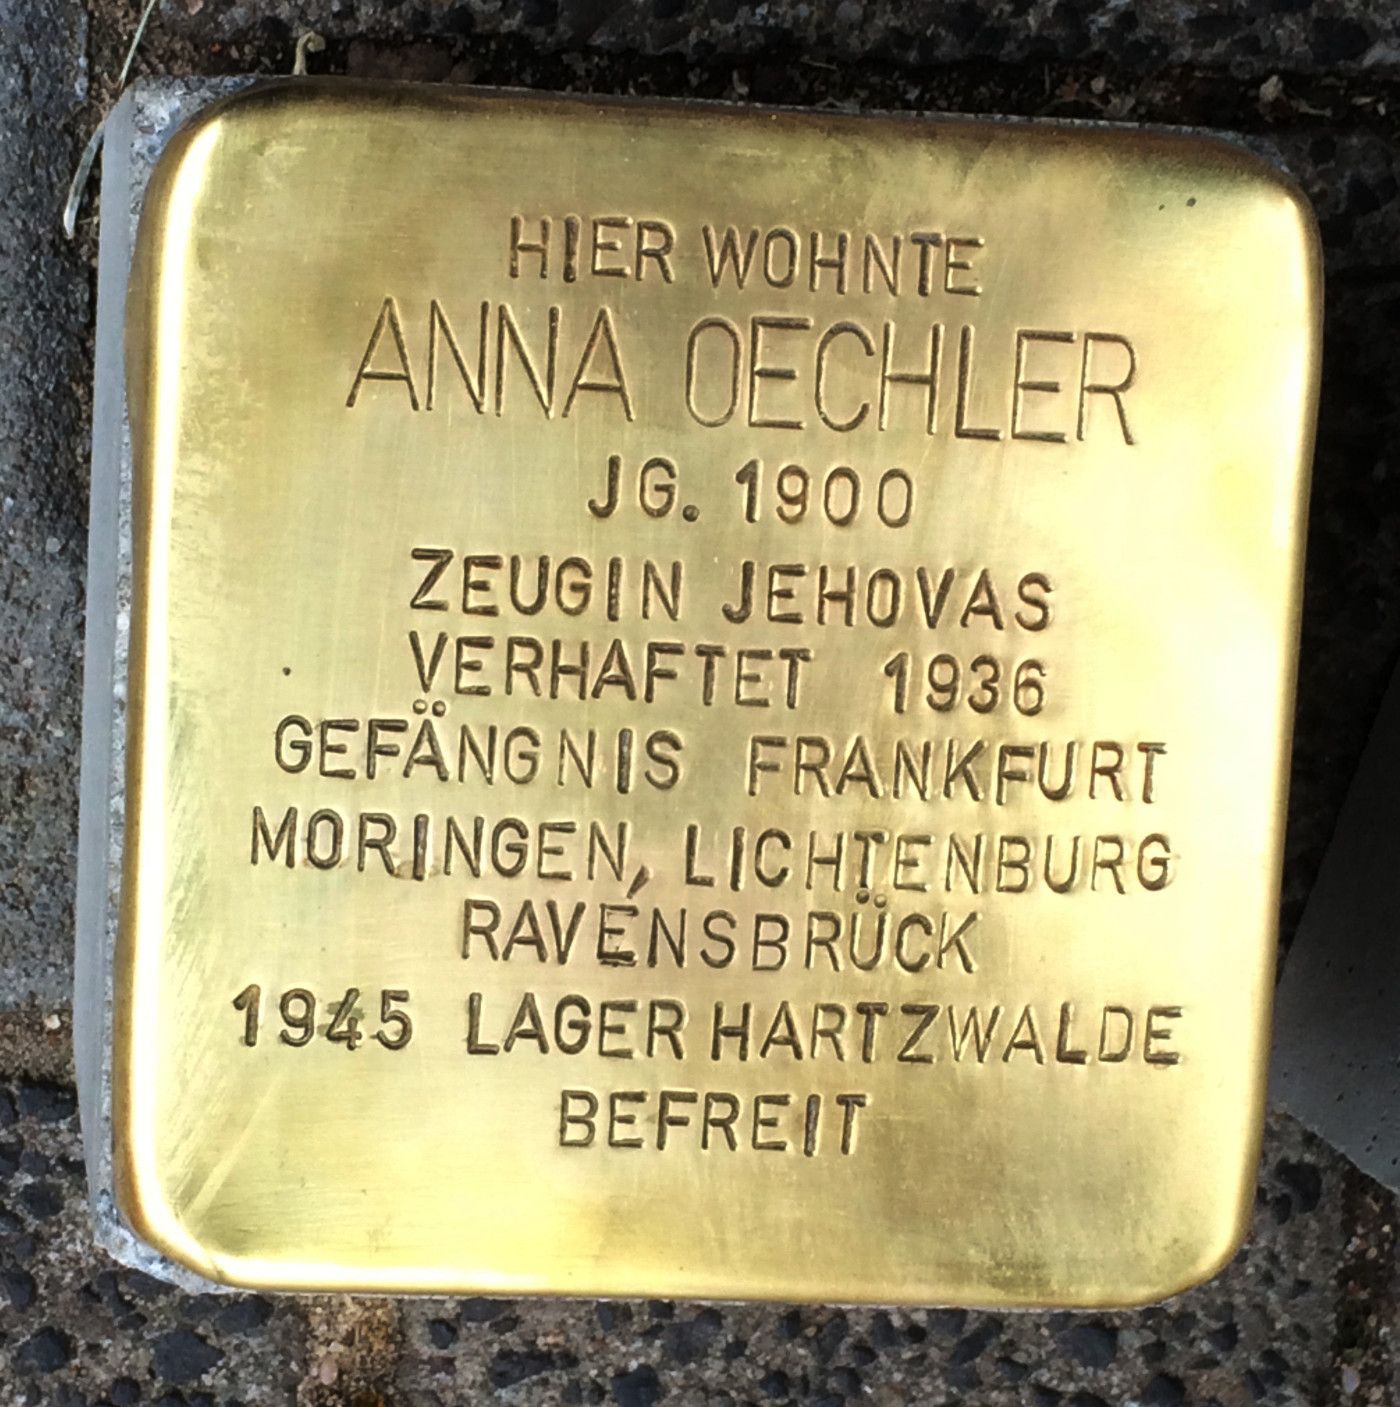 HIER WOHNTE
ANNA OECHLER
JG. 1900
ZEUGIN JEHOVAS
VERHAFTET 1936
GEFÄNGNIS FRANKFURT
MORINGEN, LICHTENBURG
RAVENSBRÜCK
1945 LAGER HARTZWALDE
BEFREIT